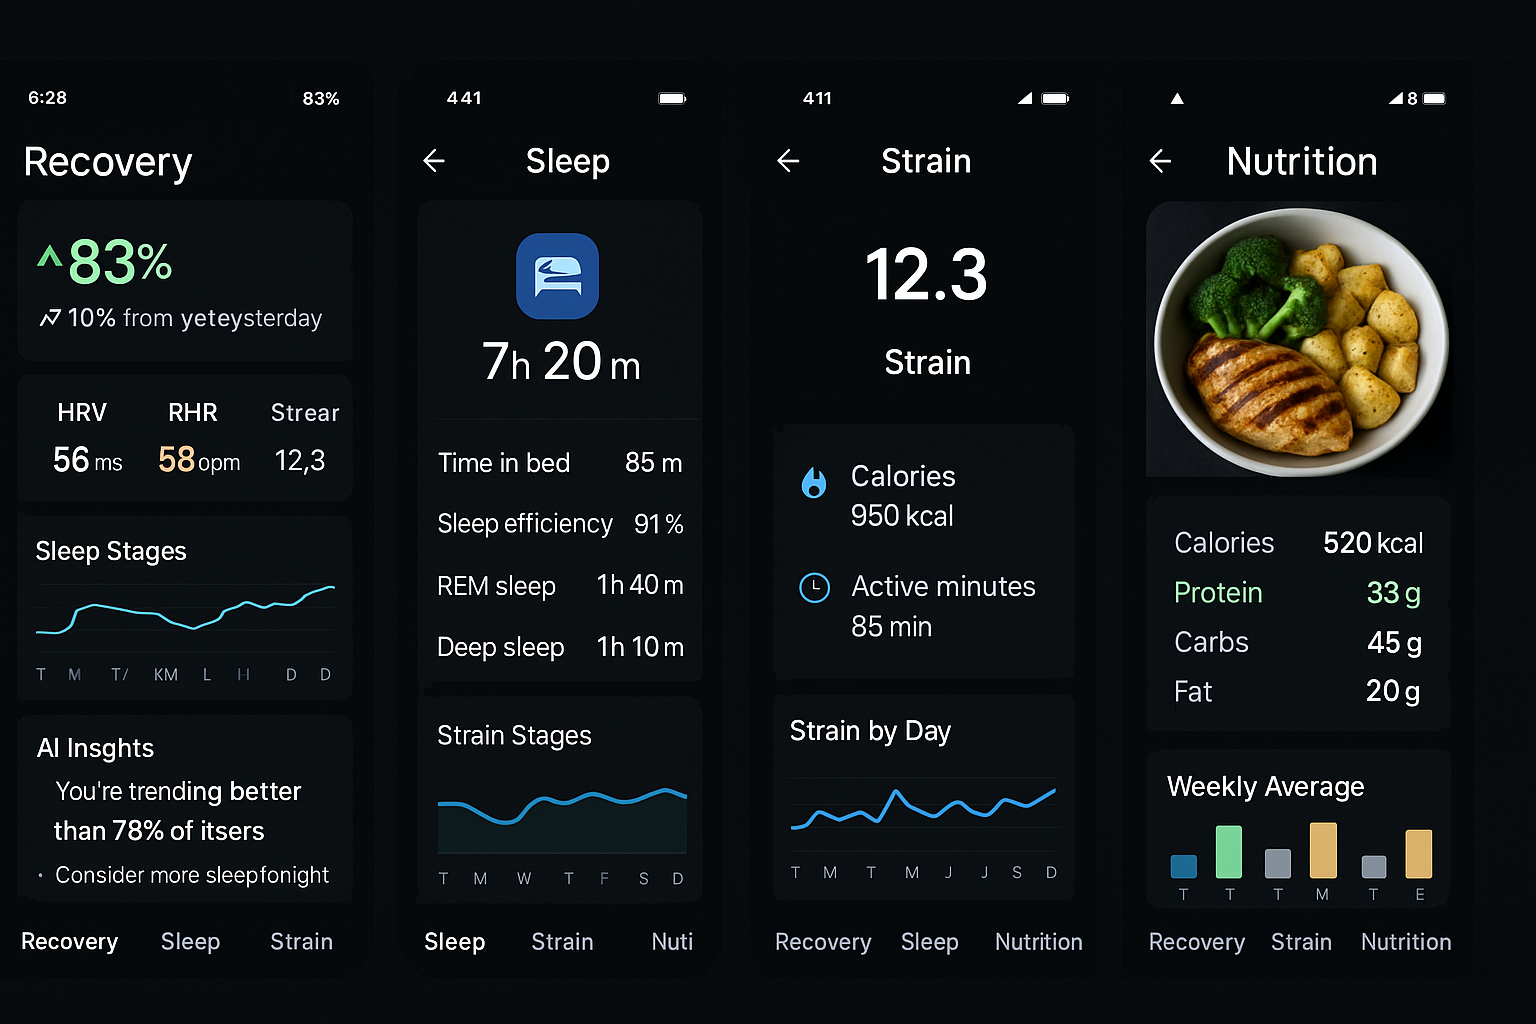 6:28 83%
Recovery
83%
10% from yeteysterday
HRV RHR Strear
56 ms 58 opm 12,3
Sleep Stages
T M T/ KM L H D D
AI Insghts
You're trending better
than 78% of itsers
· Consider more sleepfonight
Recovery Sleep Strain
441
← Sleep
7h 20 m
Time in bed 85 m
Sleep efficiency 91 %
REM sleep 1h 40 m
Deep sleep 1h 10 m
Strain Stages
T M W T F S D
Sleep Strain Nuti
411
← Strain
12.3
Strain
Calories
950 kcal
Active minutes
85 min
Strain by Day
T M T M J J S D
Recovery Sleep Nutrition
8
← Nutrition
Calories 520 kcal
Protein 33 g
Carbs 45 g
Fat 20 g
Weekly Average
T T T M T E
Recovery Strain Nutrition